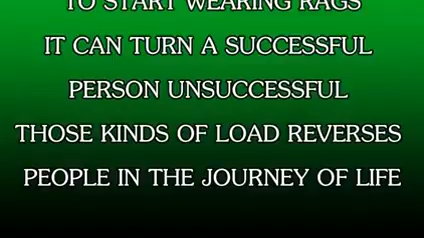 TO START WEARING RAGS
IT CAN TURN A SUCCESSFUL
PERSON UNSUCCESSFUL
THOSE KINDS OF LOAD REVERSES
PEOPLE IN THE JOURNEY OF LIFE